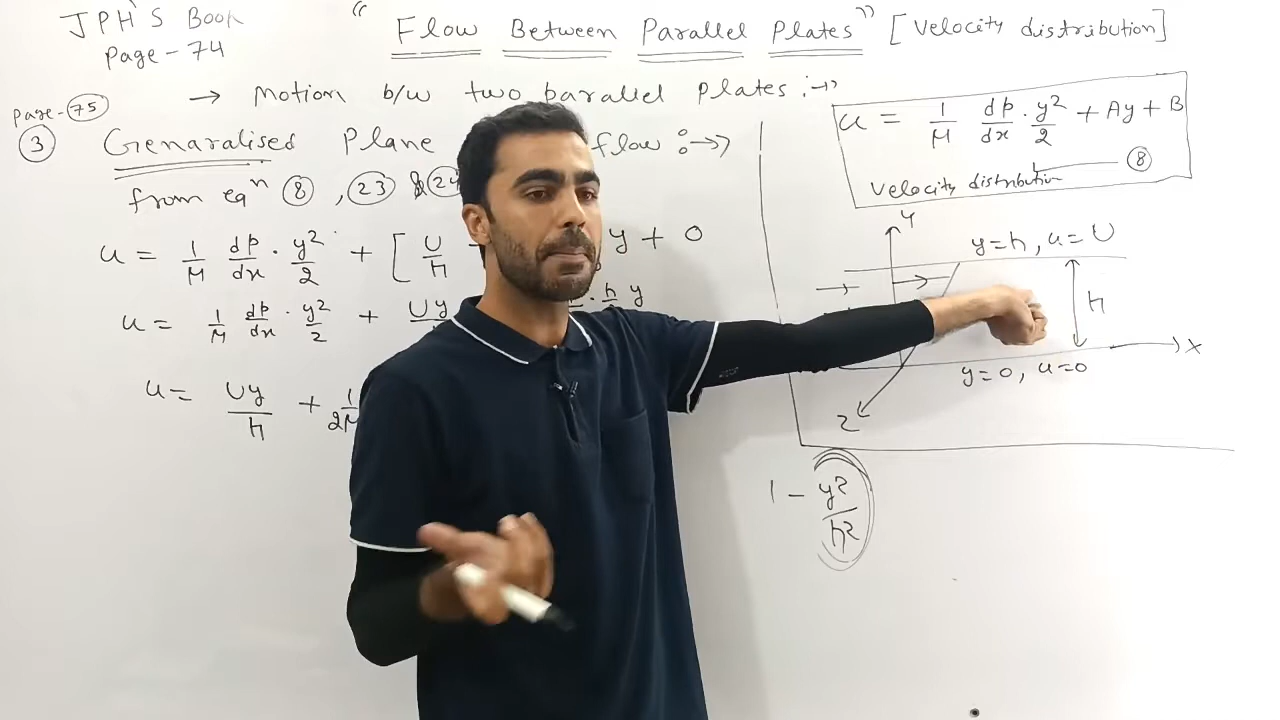 JPH'S Book
Page-74
“Flow Between Parallel Plates” [Velocity distribution]
→ Motion b/w two parallel plates :→
Page-75
③ Genaralised Plane flow :→
from eqⁿ ⑧, ㉓ &
u = 1/μ dp/dx · y²/2 + [U/h y + 0
u = 1/μ dp/dx · y²/2 + Uy · h/2 y
u = Uy/h + 1/2μ
u = 1/μ dp/dx · y²/2 + Ay + B
⑧
Velocity distribution
Y
y=h, u=U
h
X
y=0, u=0
Z
1 - y²/h²